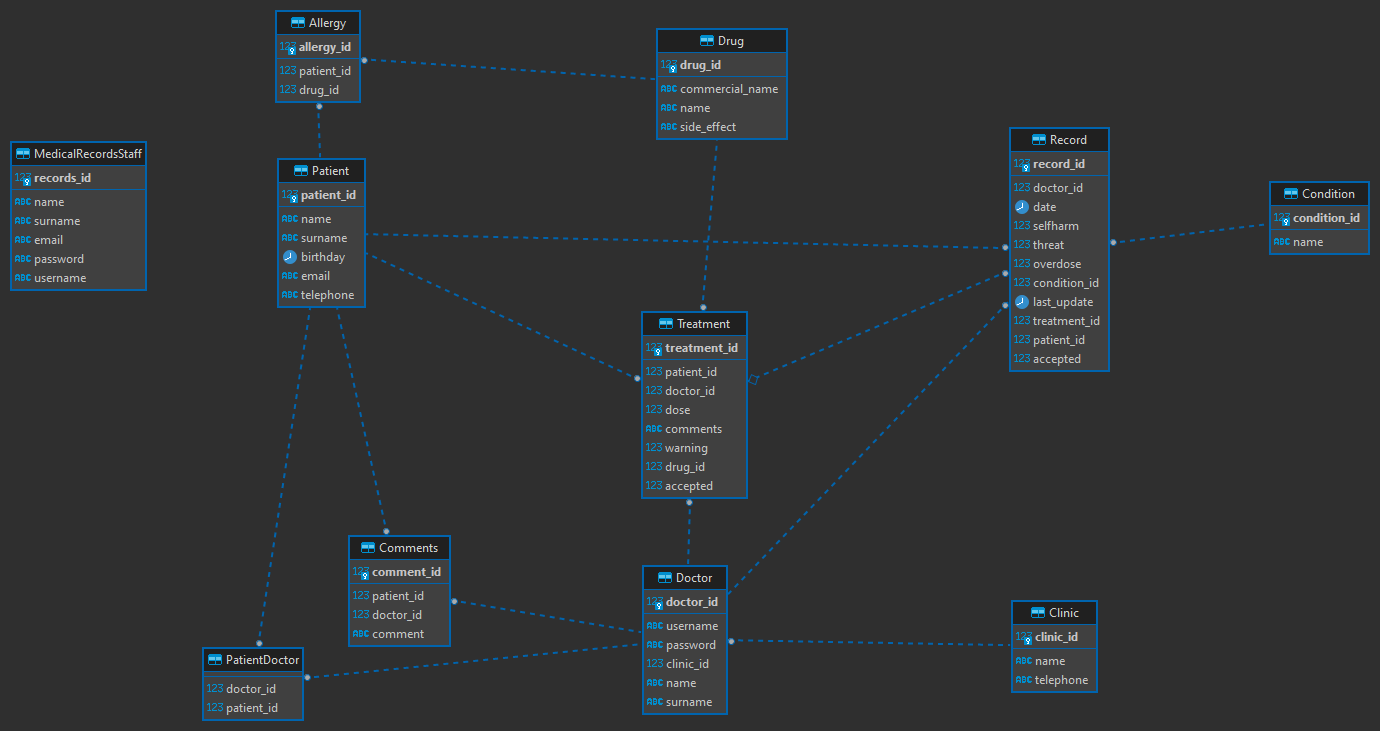 Allergy
123 allergy_id
123 patient_id
123 drug_id
Drug
123 drug_id
ABC commercial_name
ABC name
ABC side_effect
MedicalRecordsStaff
123 records_id
ABC name
ABC surname
ABC email
ABC password
ABC username
Patient
123 patient_id
ABC name
ABC surname
birthday
ABC email
ABC telephone
Record
123 record_id
123 doctor_id
date
123 selfharm
123 threat
123 overdose
123 condition_id
last_update
123 treatment_id
123 patient_id
123 accepted
Condition
123 condition_id
ABC name
Treatment
123 treatment_id
123 patient_id
123 doctor_id
123 dose
ABC comments
123 warning
123 drug_id
123 accepted
Comments
123 comment_id
123 patient_id
123 doctor_id
ABC comment
Doctor
123 doctor_id
ABC username
ABC password
123 clinic_id
ABC name
ABC surname
Clinic
123 clinic_id
ABC name
ABC telephone
PatientDoctor
123 doctor_id
123 patient_id